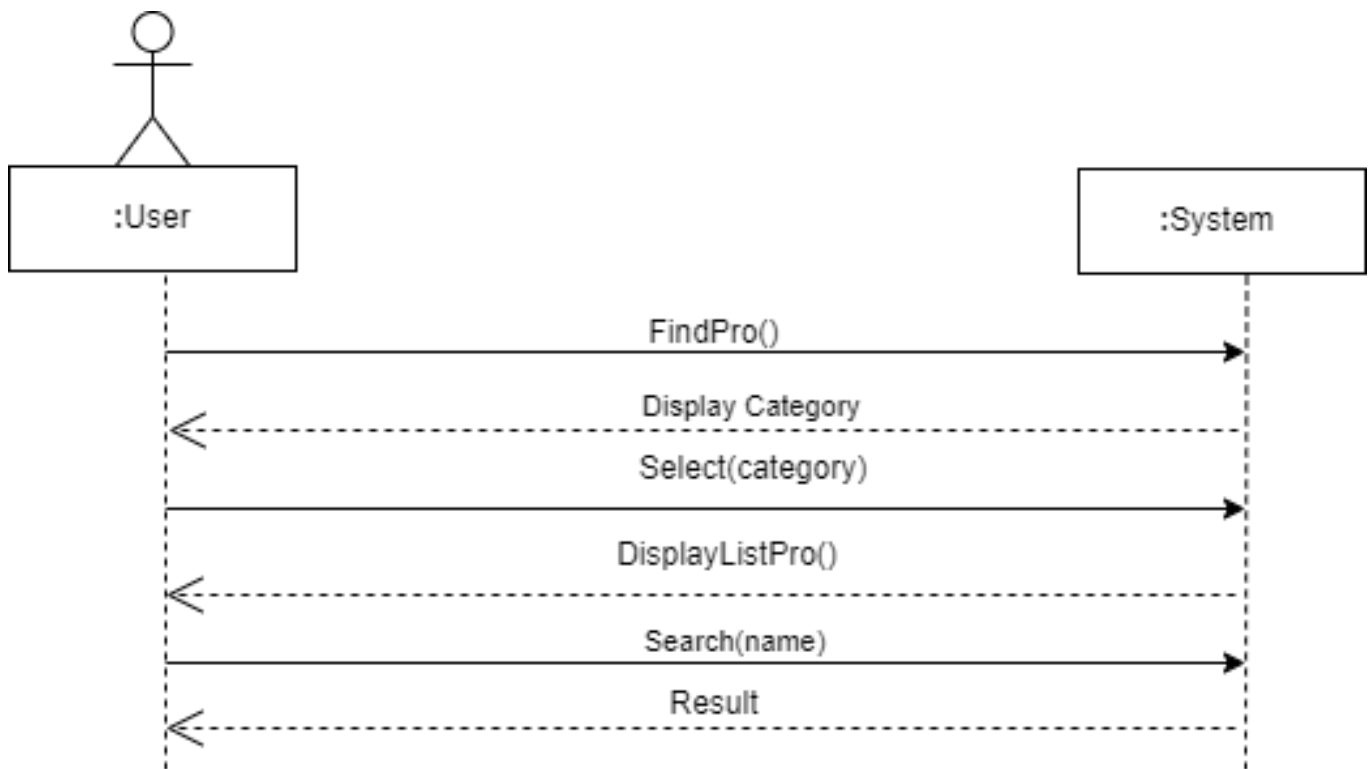 :User
:System
FindPro()
Display Category
Select(category)
DisplayListPro()
Search(name)
Result